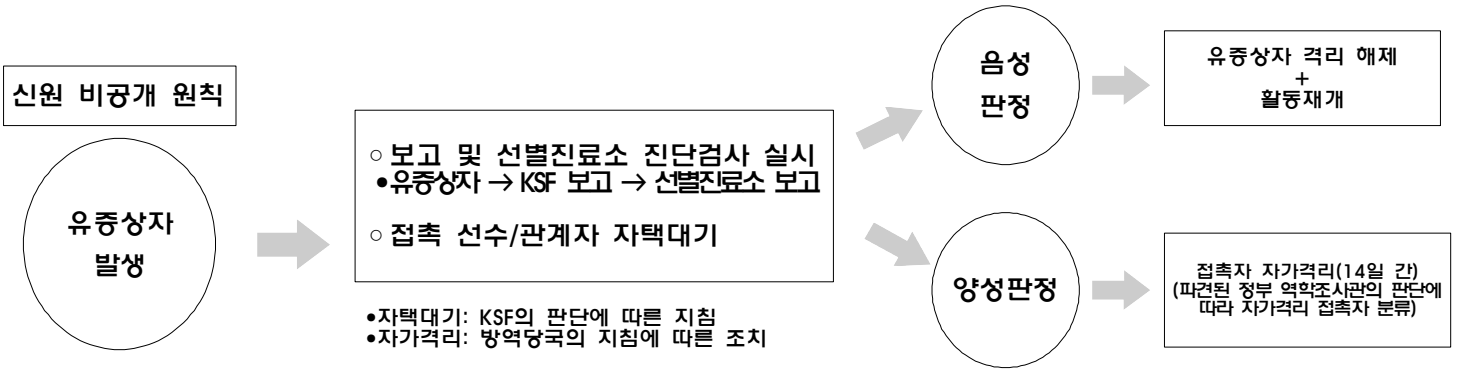 신원 비공개 원칙
유증상자
발생
○ 보고 및 선별진료소 진단검사 실시
●유증상자 → KSF 보고 → 선별진료소 보고
○ 접촉 선수/관계자 자택대기
●자택대기: KSF의 판단에 따른 지침
●자가격리: 방역당국의 지침에 따른 조치
음성
판정
유증상자 격리 해제
+
활동재개
양성판정
접촉자 자가격리(14일 간)
(파견된 정부 역학조사관의 판단에
따라 자가격리 접촉자 분류)